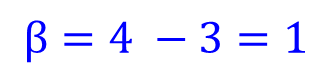 β = 4 − 3 = 1